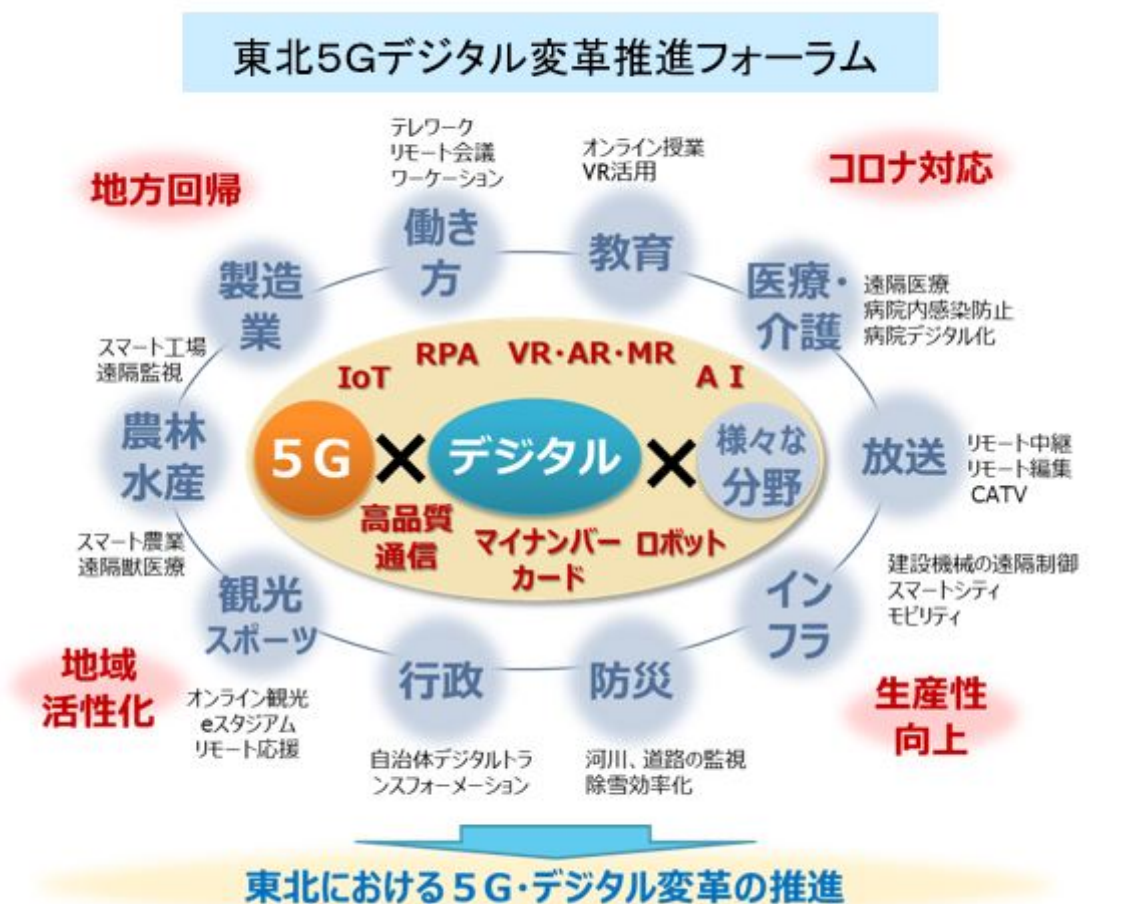 東北5Gデジタル変革推進フォーラム
地方回帰
テレワーク
リモート会議
ワーケーション
オンライン授業
VR活用
コロナ対応
働き
方
教育
製造
業
医療・
介護
遠隔医療
病院内感染防止
病院デジタル化
スマート工場
遠隔監視
IoT
RPA
VR・AR・MR
AI
農林
水産
5G
×
デジタル
×
様々な
分野
放送
リモート中継
リモート編集
CATV
高品質
通信
マイナンバー
カード
ロボット
スマート農業
遠隔獣医療
観光
スポーツ
イン
フラ
建設機械の遠隔制御
スマートシティ
モビリティ
地域
活性化
オンライン観光
eスタジアム
リモート応援
行政
自治体デジタルトラ
ンスフォーメーション
防災
河川、道路の監視
除雪効率化
生産性
向上
東北における5G・デジタル変革の推進